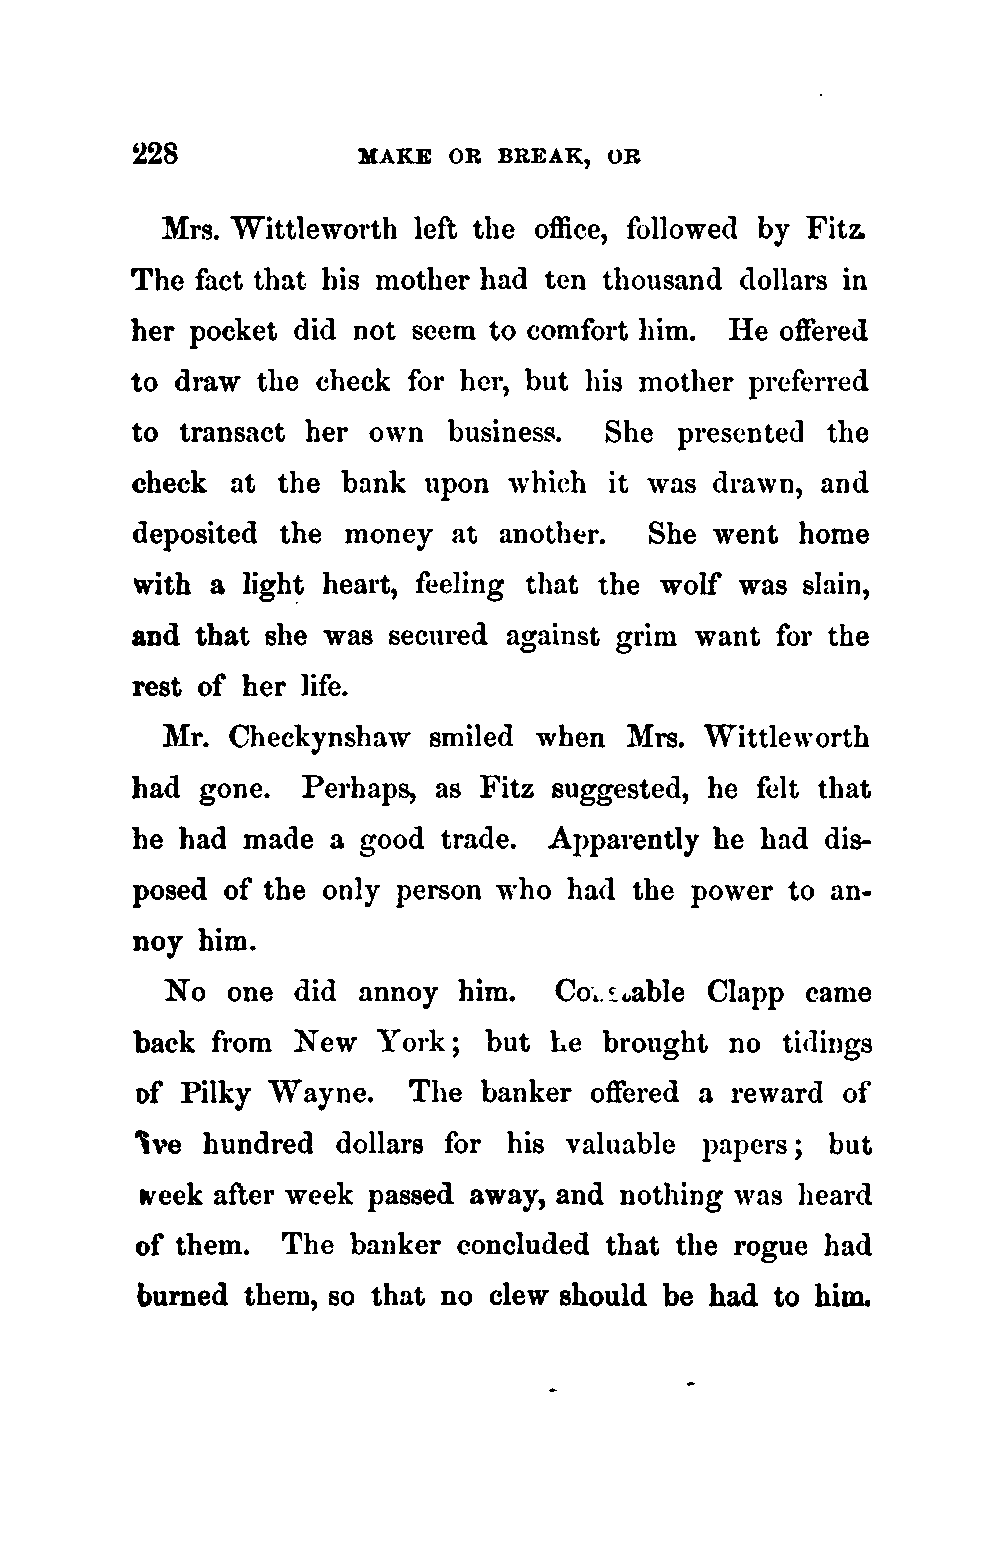 228 MAKE OR BREAK, OR
Mrs. Wittleworth left the office, followed by Fitz.
The fact that his mother had ten thousand dollars in
her pocket did not seem to comfort him. He offered
to draw the check for her, but his mother preferred
to transact her own business. She presented the
check at the bank upon which it was drawn, and
deposited the money at another. She went home
with a light heart, feeling that the wolf was slain,
and that she was secured against grim want for the
rest of her life.
Mr. Checkynshaw smiled when Mrs. Wittleworth
had gone. Perhaps, as Fitz suggested, he felt that
he had made a good trade. Apparently he had dis-
posed of the only person who had the power to an-
noy him.
No one did annoy him. Constable Clapp came
back from New York; but he brought no tidings
of Pilky Wayne. The banker offered a reward of
five hundred dollars for his valuable papers; but
week after week passed away, and nothing was heard
of them. The banker concluded that the rogue had
burned them, so that no clew should be had to him.